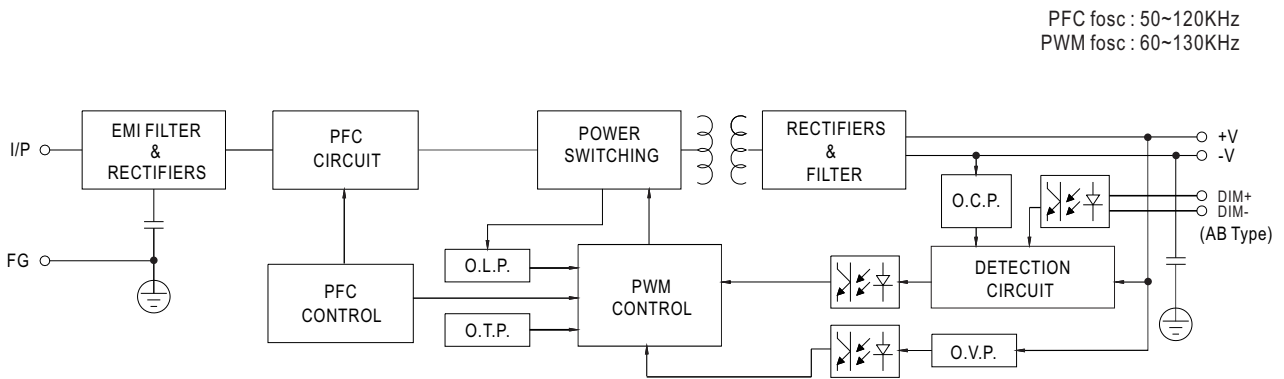 PFC fosc : 50~120KHz
PWM fosc : 60~130KHz
I/P
EMI FILTER
&
RECTIFIERS
PFC
CIRCUIT
POWER
SWITCHING
RECTIFIERS
&
FILTER
+V
-V
O.C.P.
DIM+
DIM-
(AB Type)
FG
O.L.P.
PFC
CONTROL
PWM
CONTROL
DETECTION
CIRCUIT
O.T.P.
O.V.P.